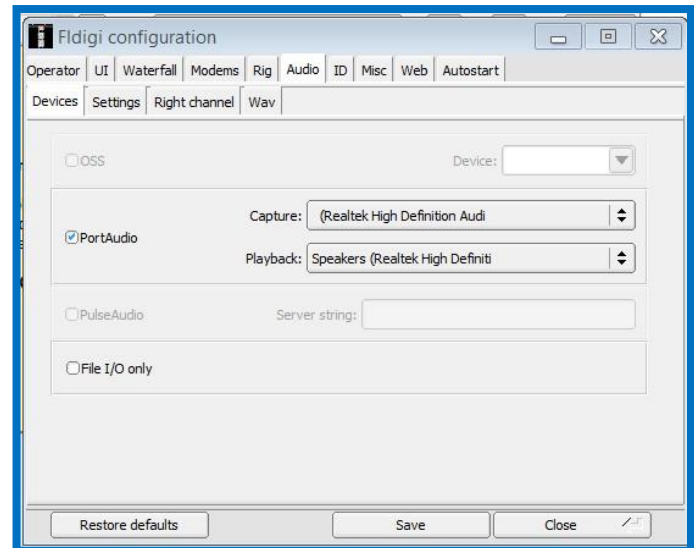 Fldigi configuration
Operator UI Waterfall Modems Rig Audio ID Misc Web Autostart
Devices Settings Right channel Wav
OSS Device:
Capture: (Realtek High Definition Audi
PortAudio
Playback: Speakers (Realtek High Definiti
PulseAudio Server string:
File I/O only
Restore defaults Save Close